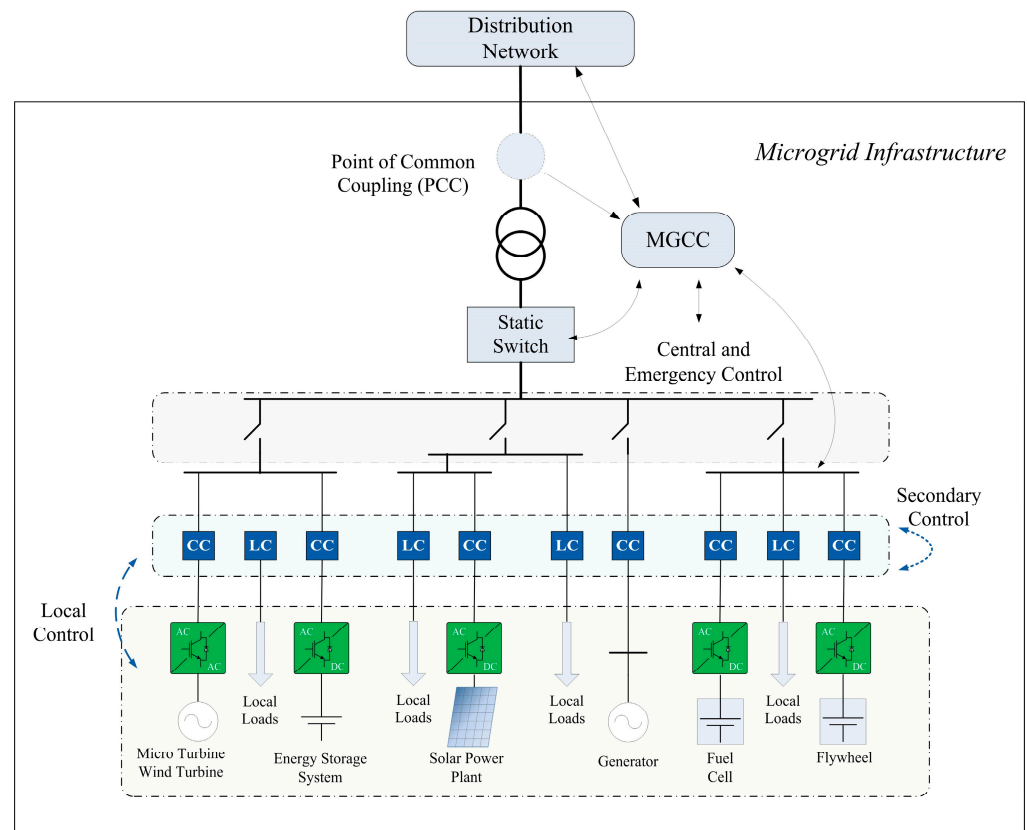 Distribution
Network
Microgrid Infrastructure
Point of Common
Coupling (PCC)
MGCC
Static
Switch
Central and
Emergency Control
Secondary
Control
CC LC CC LC CC LC CC CC LC CC
Local
Control
AC AC AC AC AC
AC DC DC DC DC
Local
Loads
Local
Loads
Local
Loads
Local
Loads
Micro Turbine
Wind Turbine
Energy Storage
System
Solar Power
Plant
Generator
Fuel
Cell
Flywheel